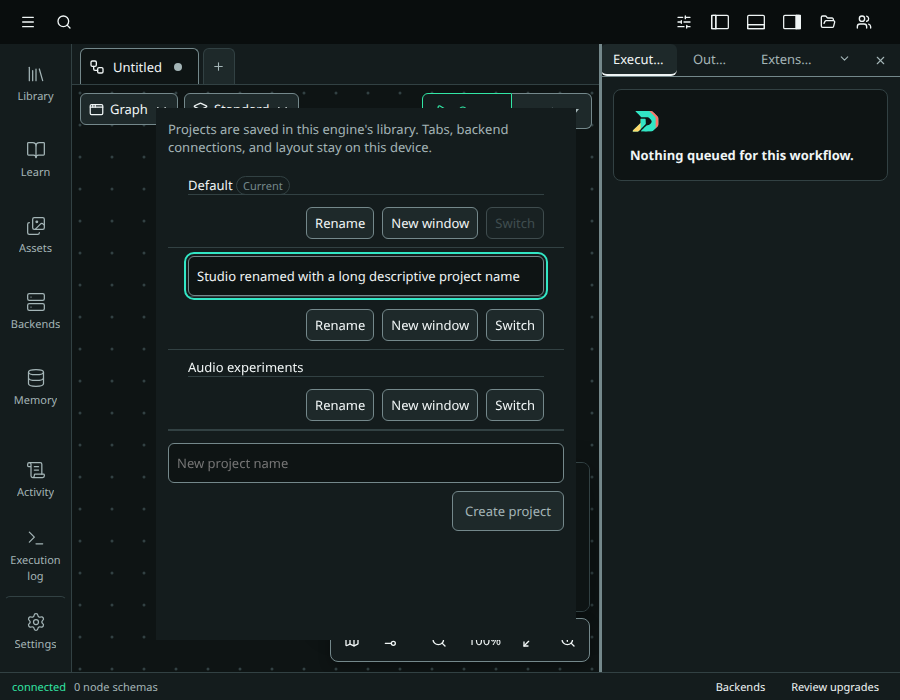 Untitled
Execut...
Out...
Extens...
Library
Learn
Assets
Backends
Memory
Activity
Execution
log
Settings
Graph
Standard
Projects are saved in this engine's library. Tabs, backend
connections, and layout stay on this device.
Default Current
Rename New window Switch
Studio renamed with a long descriptive project name
Rename New window Switch
Audio experiments
Rename New window Switch
New project name
Create project
100%
Nothing queued for this workflow.
connected 0 node schemas
Backends Review upgrades